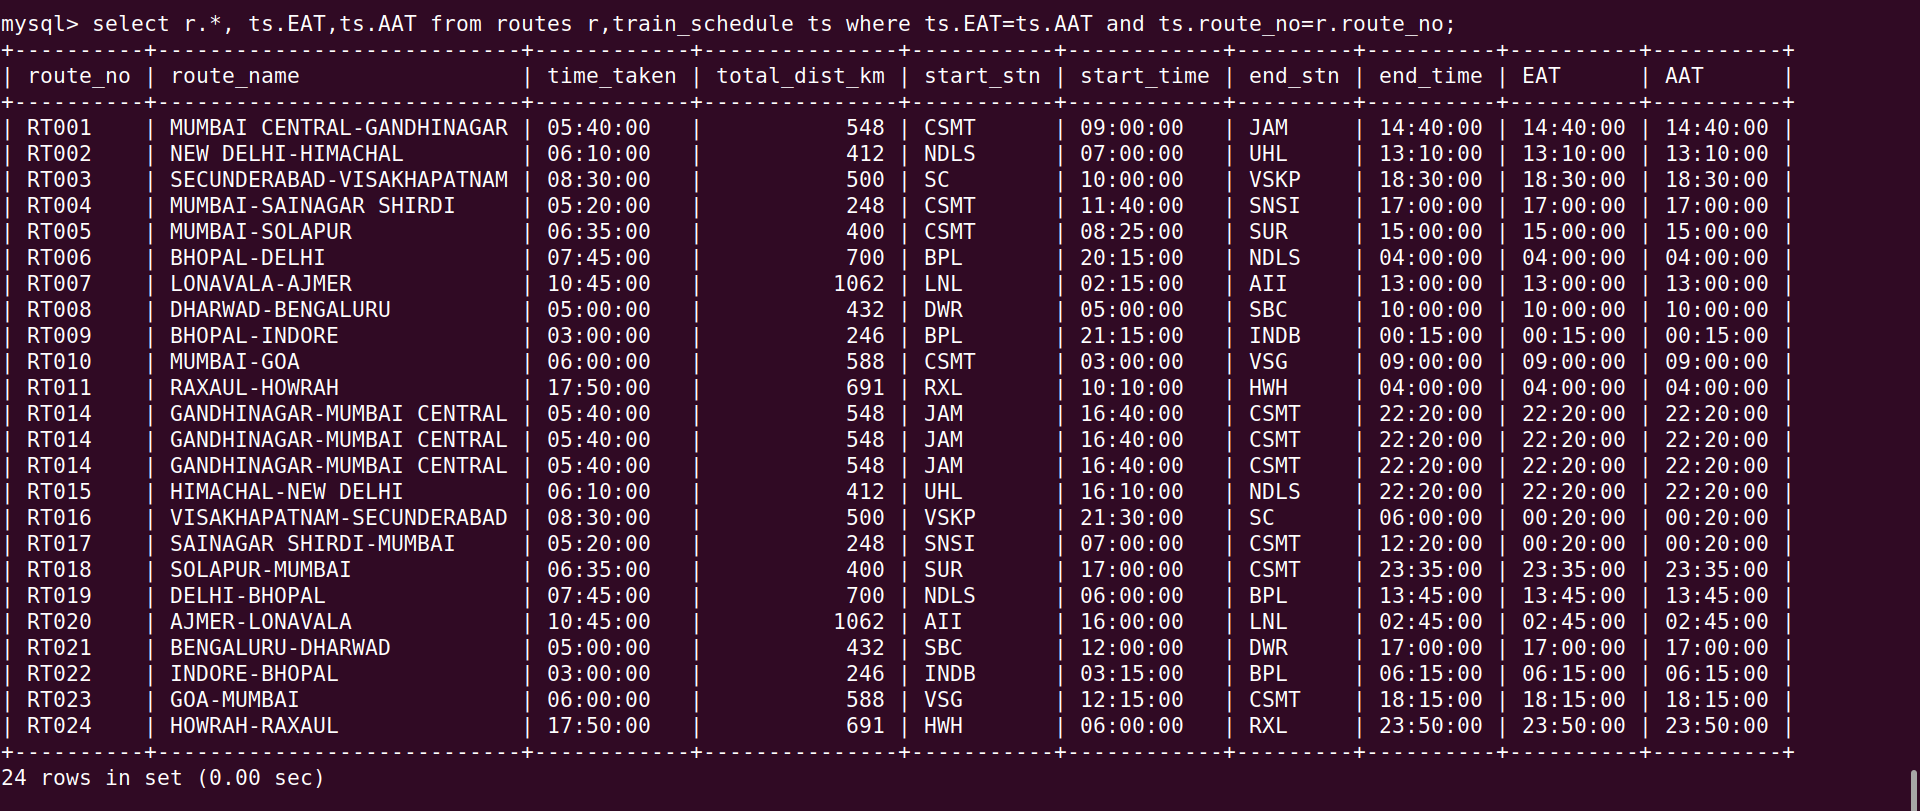 mysql> select r.*, ts.EAT,ts.AAT from routes r,train_schedule ts where ts.EAT=ts.AAT and ts.route_no=r.route_no;
+----------+----------------------------+------------+---------------+-----------+------------+---------+----------+----------+----------+
| route_no | route_name                 | time_taken | total_dist_km | start_stn | start_time | end_stn | end_time | EAT      | AAT      |
+----------+----------------------------+------------+---------------+-----------+------------+---------+----------+----------+----------+
| RT001    | MUMBAI CENTRAL-GANDHINAGAR | 05:40:00   |           548 | CSMT      | 09:00:00   | JAM     | 14:40:00 | 14:40:00 | 14:40:00 |
| RT002    | NEW DELHI-HIMACHAL         | 06:10:00   |           412 | NDLS      | 07:00:00   | UHL     | 13:10:00 | 13:10:00 | 13:10:00 |
| RT003    | SECUNDERABAD-VISAKHAPATNAM | 08:30:00   |           500 | SC        | 10:00:00   | VSKP    | 18:30:00 | 18:30:00 | 18:30:00 |
| RT004    | MUMBAI-SAINAGAR SHIRDI     | 05:20:00   |           248 | CSMT      | 11:40:00   | SNSI    | 17:00:00 | 17:00:00 | 17:00:00 |
| RT005    | MUMBAI-SOLAPUR             | 06:35:00   |           400 | CSMT      | 08:25:00   | SUR     | 15:00:00 | 15:00:00 | 15:00:00 |
| RT006    | BHOPAL-DELHI               | 07:45:00   |           700 | BPL       | 20:15:00   | NDLS    | 04:00:00 | 04:00:00 | 04:00:00 |
| RT007    | LONAVALA-AJMER             | 10:45:00   |          1062 | LNL       | 02:15:00   | AII     | 13:00:00 | 13:00:00 | 13:00:00 |
| RT008    | DHARWAD-BENGALURU          | 05:00:00   |           432 | DWR       | 05:00:00   | SBC     | 10:00:00 | 10:00:00 | 10:00:00 |
| RT009    | BHOPAL-INDORE              | 03:00:00   |           246 | BPL       | 21:15:00   | INDB    | 00:15:00 | 00:15:00 | 00:15:00 |
| RT010    | MUMBAI-GOA                 | 06:00:00   |           588 | CSMT      | 03:00:00   | VSG     | 09:00:00 | 09:00:00 | 09:00:00 |
| RT011    | RAXAUL-HOWRAH              | 17:50:00   |           691 | RXL       | 10:10:00   | HWH     | 04:00:00 | 04:00:00 | 04:00:00 |
| RT014    | GANDHINAGAR-MUMBAI CENTRAL | 05:40:00   |           548 | JAM       | 16:40:00   | CSMT    | 22:20:00 | 22:20:00 | 22:20:00 |
| RT014    | GANDHINAGAR-MUMBAI CENTRAL | 05:40:00   |           548 | JAM       | 16:40:00   | CSMT    | 22:20:00 | 22:20:00 | 22:20:00 |
| RT014    | GANDHINAGAR-MUMBAI CENTRAL | 05:40:00   |           548 | JAM       | 16:40:00   | CSMT    | 22:20:00 | 22:20:00 | 22:20:00 |
| RT015    | HIMACHAL-NEW DELHI         | 06:10:00   |           412 | UHL       | 16:10:00   | NDLS    | 22:20:00 | 22:20:00 | 22:20:00 |
| RT016    | VISAKHAPATNAM-SECUNDERABAD | 08:30:00   |           500 | VSKP      | 21:30:00   | SC      | 06:00:00 | 00:20:00 | 00:20:00 |
| RT017    | SAINAGAR SHIRDI-MUMBAI     | 05:20:00   |           248 | SNSI      | 07:00:00   | CSMT    | 12:20:00 | 00:20:00 | 00:20:00 |
| RT018    | SOLAPUR-MUMBAI             | 06:35:00   |           400 | SUR       | 17:00:00   | CSMT    | 23:35:00 | 23:35:00 | 23:35:00 |
| RT019    | DELHI-BHOPAL               | 07:45:00   |           700 | NDLS      | 06:00:00   | BPL     | 13:45:00 | 13:45:00 | 13:45:00 |
| RT020    | AJMER-LONAVALA             | 10:45:00   |          1062 | AII       | 16:00:00   | LNL     | 02:45:00 | 02:45:00 | 02:45:00 |
| RT021    | BENGALURU-DHARWAD          | 05:00:00   |           432 | SBC       | 12:00:00   | DWR     | 17:00:00 | 17:00:00 | 17:00:00 |
| RT022    | INDORE-BHOPAL              | 03:00:00   |           246 | INDB      | 03:15:00   | BPL     | 06:15:00 | 06:15:00 | 06:15:00 |
| RT023    | GOA-MUMBAI                 | 06:00:00   |           588 | VSG       | 12:15:00   | CSMT    | 18:15:00 | 18:15:00 | 18:15:00 |
| RT024    | HOWRAH-RAXAUL              | 17:50:00   |           691 | HWH       | 06:00:00   | RXL     | 23:50:00 | 23:50:00 | 23:50:00 |
+----------+----------------------------+------------+---------------+-----------+------------+---------+----------+----------+----------+
24 rows in set (0.00 sec)